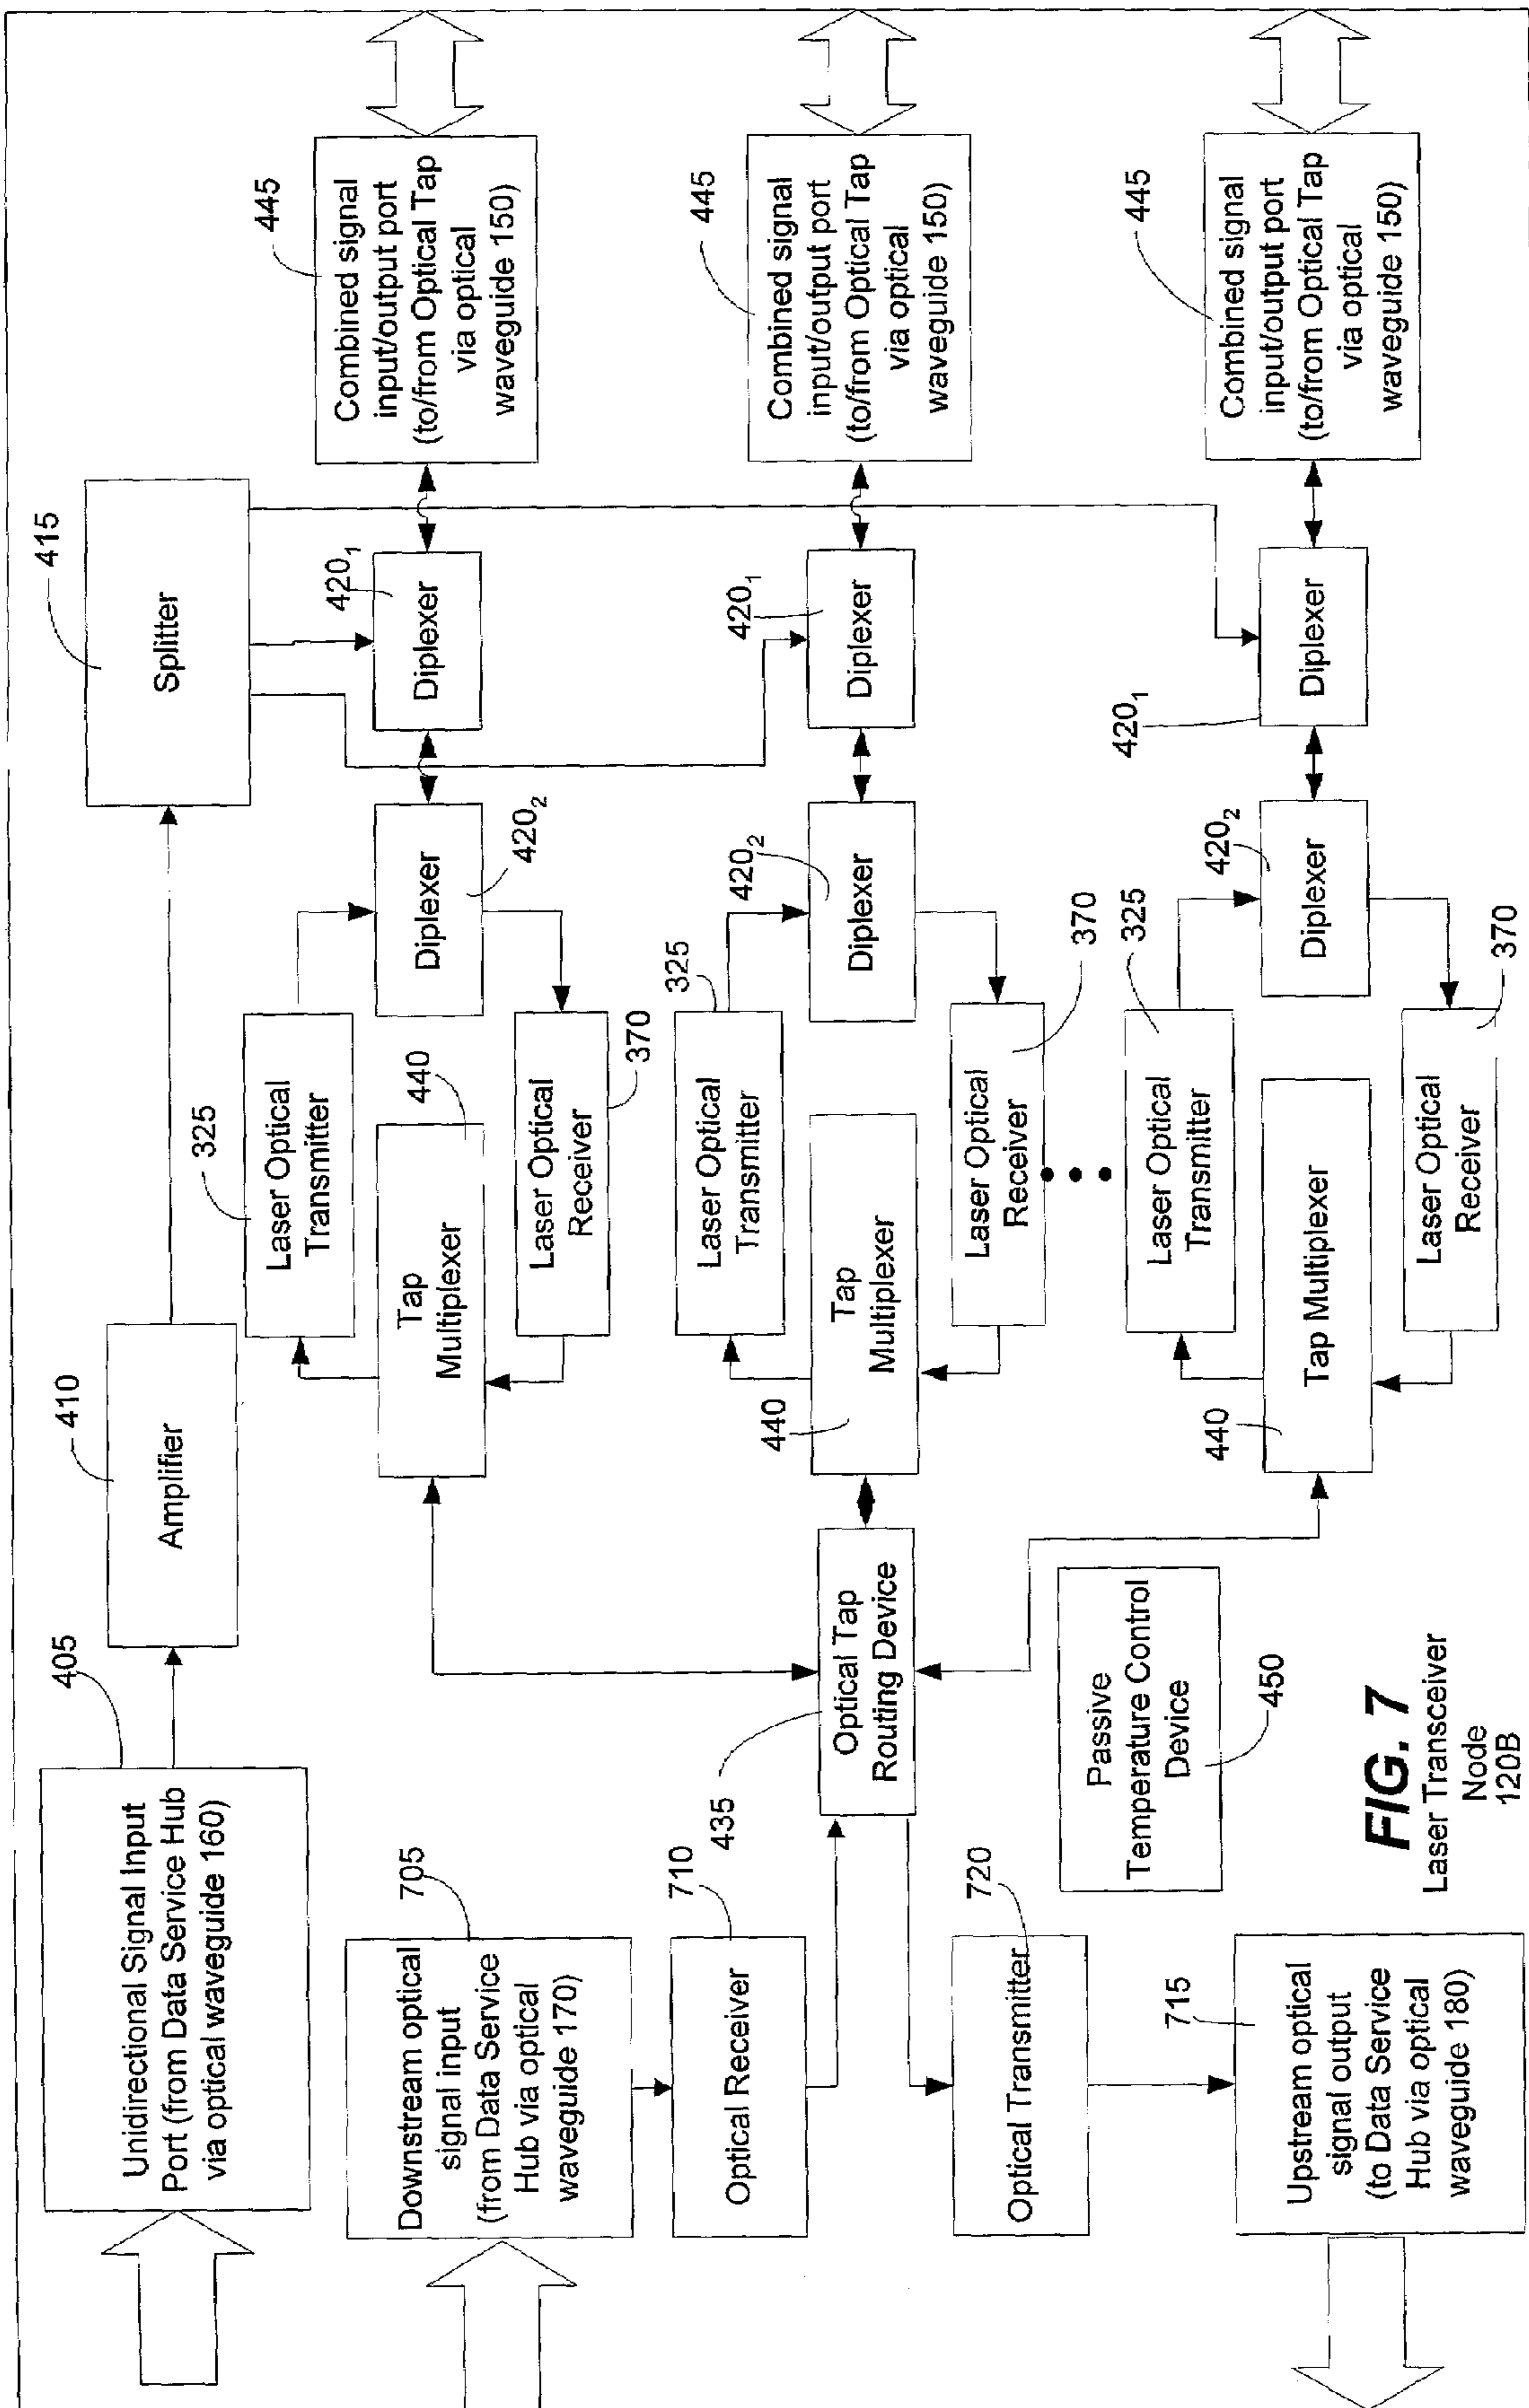 405
Unidirectional Signal Input
Port (from Data Service Hub
via optical waveguide 160)
410
Amplifier
415
Splitter
325
Laser Optical
Transmitter
440
Tap
Multiplexer
Laser Optical
Receiver
370
Diplexer
420₂
420₁
Diplexer
445
Combined signal
input/output port
(to/from Optical Tap
via optical
waveguide 150)
705
Downstream optical
signal input
(from Data Service
Hub via optical
waveguide 170)
710
Optical Receiver
435
Optical Tap
Routing Device
325
Laser Optical
Transmitter
Tap
Multiplexer
440
Laser Optical
Receiver
370
420₂
Diplexer
420₁
Diplexer
445
Combined signal
input/output port
(to/from Optical Tap
via optical
waveguide 150)
720
Optical Transmitter
715
Upstream optical
signal output
(to Data Service
Hub via optical
waveguide 180)
Passive
Temperature Control
Device
450
325
Laser Optical
Transmitter
Tap Multiplexer
440
Laser Optical
Receiver
370
420₂
Diplexer
420₁
Diplexer
445
Combined signal
input/output port
(to/from Optical Tap
via optical
waveguide 150)
FIG. 7
Laser Transceiver
Node
120B